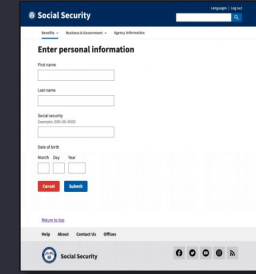 Languages | Log out
Social Security
Benefits Business & Government Agency Information
Enter personal information
First name
Last name
Social security
Example: 000-00-0000
Date of birth
Month Day Year
Cancel Submit
Return to top
Help About Contact Us Offices
Social Security